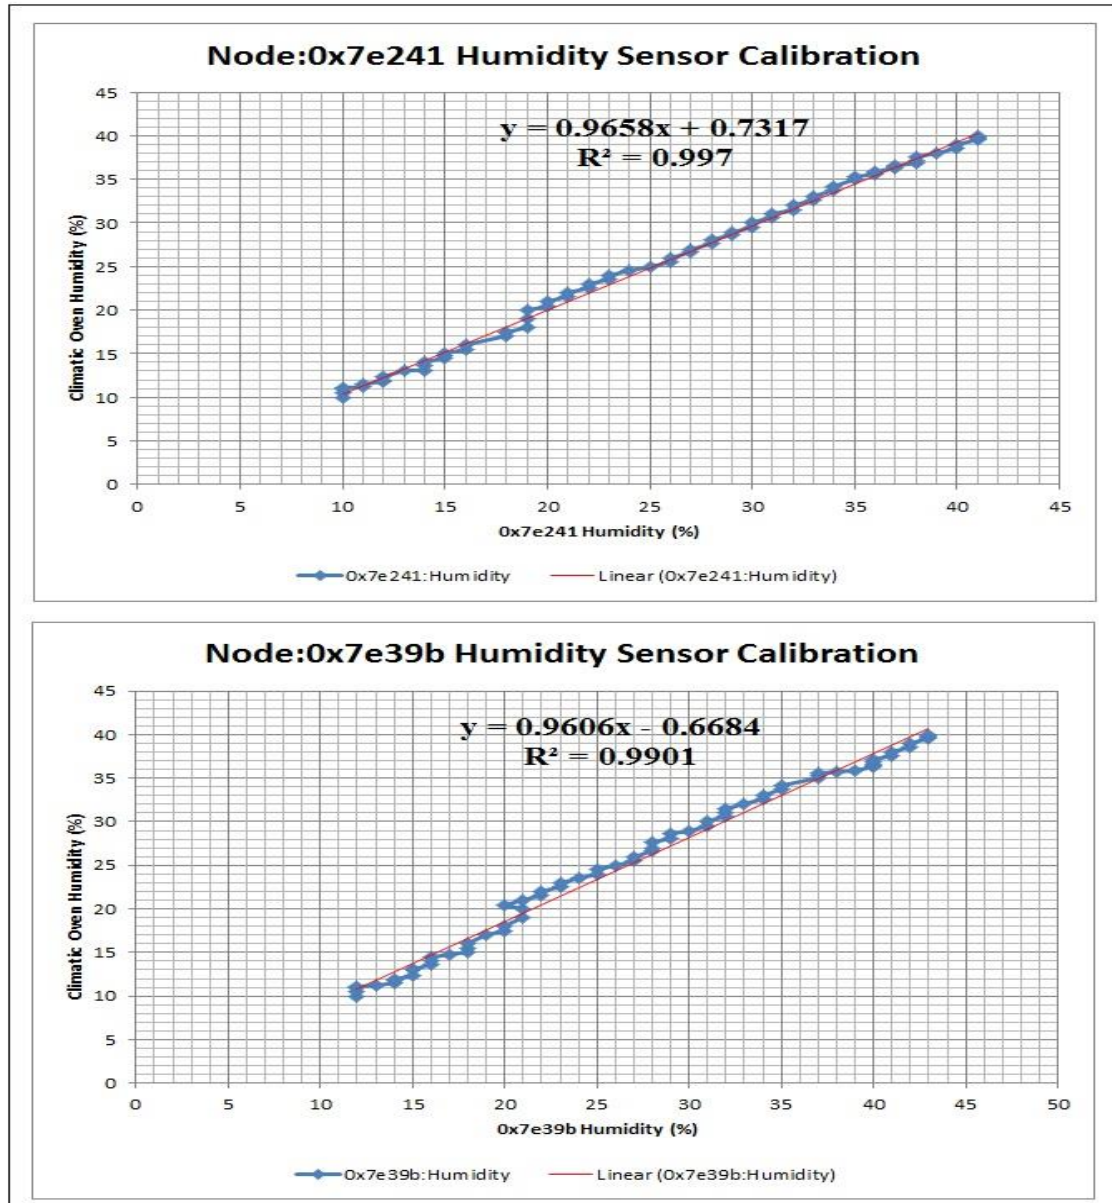 Node:0x7e241 Humidity Sensor Calibration
y = 0.9658x + 0.7317
R² = 0.997
Climatic Oven Humidity (%)
45
40
35
30
25
20
15
10
5
0
0 5 10 15 20 25 30 35 40 45
0x7e241 Humidity (%)
0x7e241:Humidity Linear (0x7e241:Humidity)
Node:0x7e39b Humidity Sensor Calibration
y = 0.9606x - 0.6684
R² = 0.9901
Climatic Oven Humidity (%)
45
40
35
30
25
20
15
10
5
0
0 5 10 15 20 25 30 35 40 45 50
0x7e39b Humidity (%)
0x7e39b:Humidity Linear (0x7e39b:Humidity)